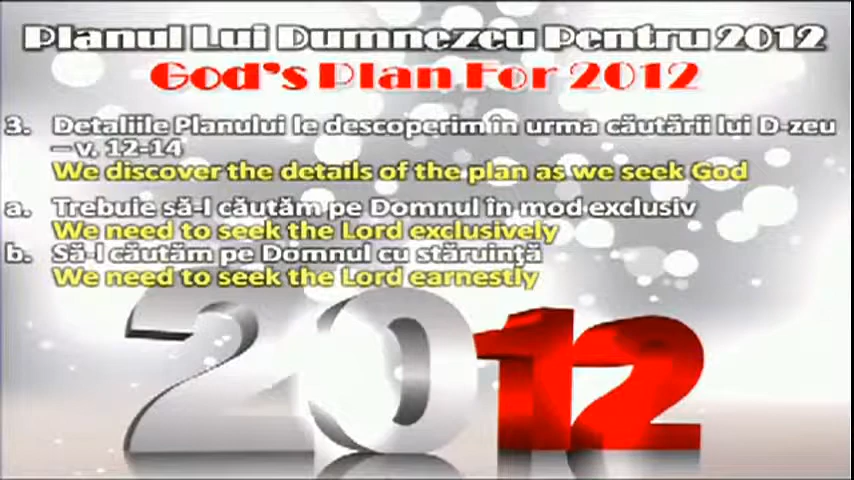 Planul Lui Dumnezeu Pentru 2012
God's Plan For 2012
3. Detaliile Planului le descoperim în urma căutării lui D-zeu
– v. 12-14
We discover the details of the plan as we seek God
a. Trebuie să-l căutăm pe Domnul în mod exclusiv
We need to seek the Lord exclusively
b. Să-l căutăm pe Domnul cu stăruință
We need to seek the Lord earnestly
2012